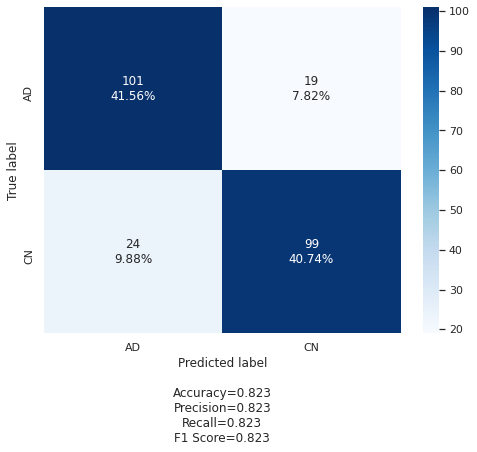 101
41.56%
19
7.82%
24
9.88%
99
40.74%
AD
CN
True label
AD
CN
Predicted label
Accuracy=0.823
Precision=0.823
Recall=0.823
F1 Score=0.823
100
90
80
70
60
50
40
30
20